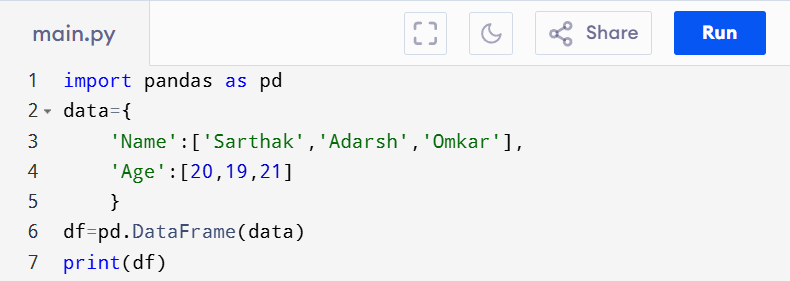 main.py Share Run
1 import pandas as pd
2 data={
3     'Name':['Sarthak','Adarsh','Omkar'],
4     'Age':[20,19,21]
5     }
6 df=pd.DataFrame(data)
7 print(df)